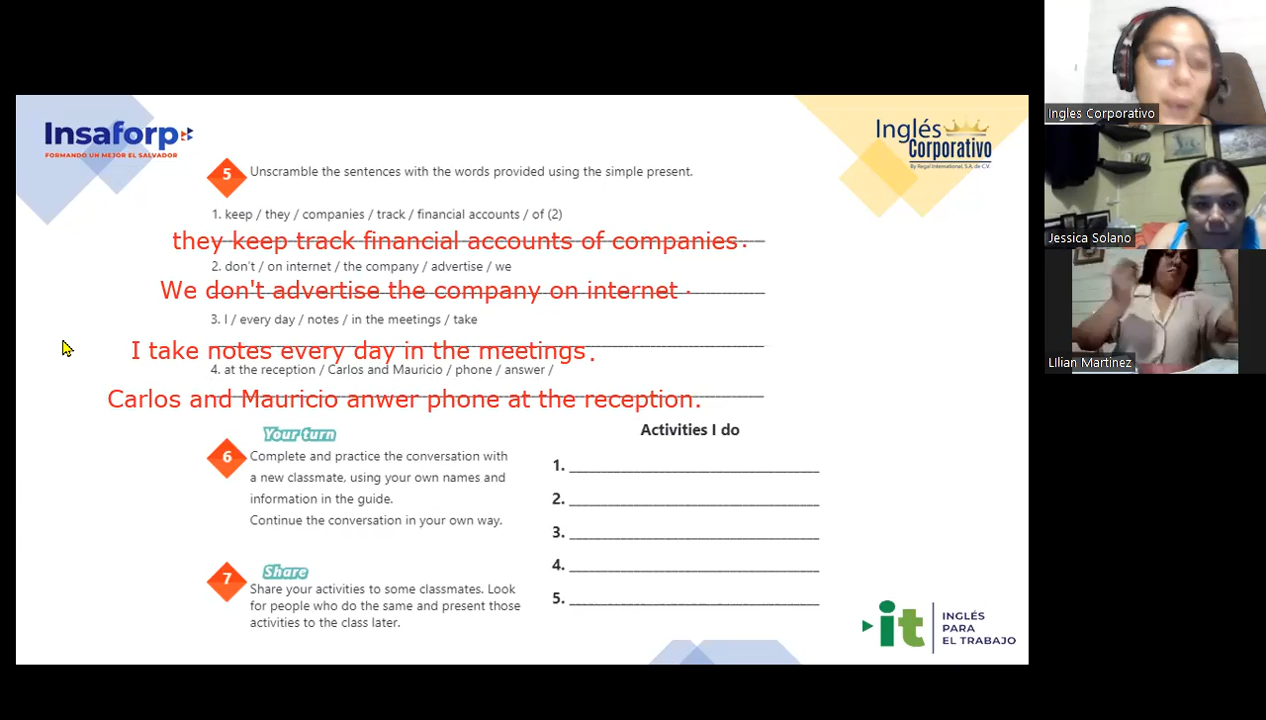 Insaforp
FORMANDO UN MEJOR EL SALVADOR
Inglés
Corporativo
By Regal International, S.A. de C.V.
5 Unscramble the sentences with the words provided using the simple present.
1. keep / they / companies / track / financial accounts / of (2)
they keep track financial accounts of companies.
2. don't / on internet / the company / advertise / we
We don't advertise the company on internet .
3. I / every day / notes / in the meetings / take
I take notes every day in the meetings.
4. at the reception / Carlos and Mauricio / phone / answer /
Carlos and Mauricio anwer phone at the reception.
Your turn
6 Complete and practice the conversation with
a new classmate, using your own names and
information in the guide.
Continue the conversation in your own way.
Share
7 Share your activities to some classmates. Look
for people who do the same and present those
activities to the class later.
Activities I do
1.
2.
3.
4.
5.
it INGLÉS
PARA
EL TRABAJO
Ingles Corporativo
Jessica Solano
LIlian Martinez